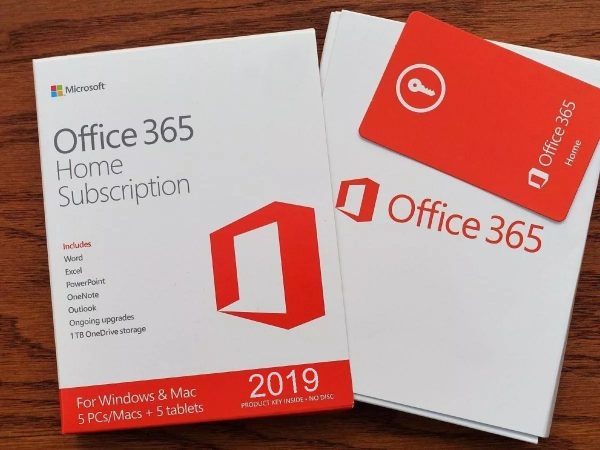 Microsoft
Office 365
Home
Subscription
Includes
Word
Excel
PowerPoint
OneNote
Outlook
Ongoing upgrades
1TB OneDrive storage
For Windows & Mac
5 PCs/Macs + 5 tablets
2019
PRODUCT KEY INSIDE • NO DISC
Office 365
Home
Office 365